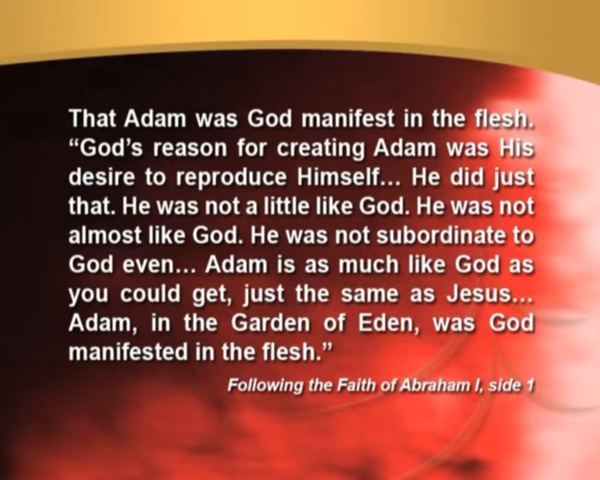 That Adam was God manifest in the flesh.
“God’s reason for creating Adam was His
desire to reproduce Himself... He did just
that. He was not a little like God. He was not
almost like God. He was not subordinate to
God even... Adam is as much like God as
you could get, just the same as Jesus...
Adam, in the Garden of Eden, was God
manifested in the flesh.”
Following the Faith of Abraham I, side 1